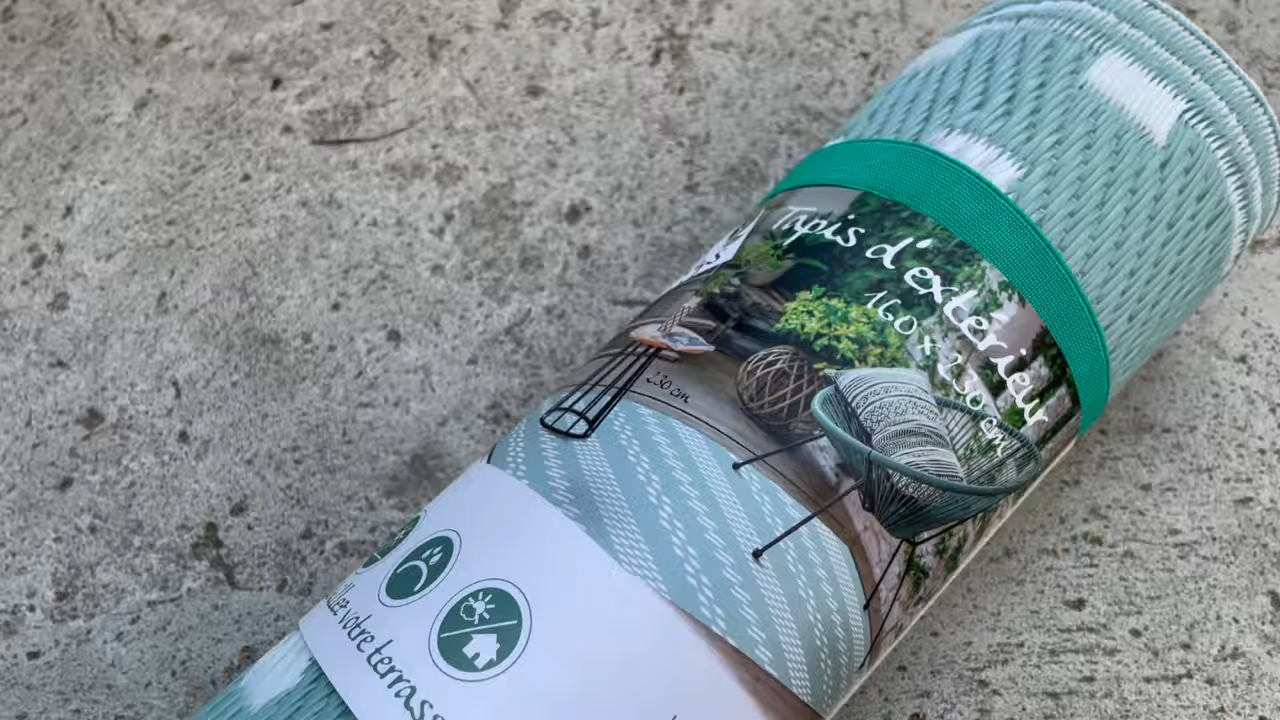 Tapis d'extérieur
160 x 230 cm
230 cm
votre terrass